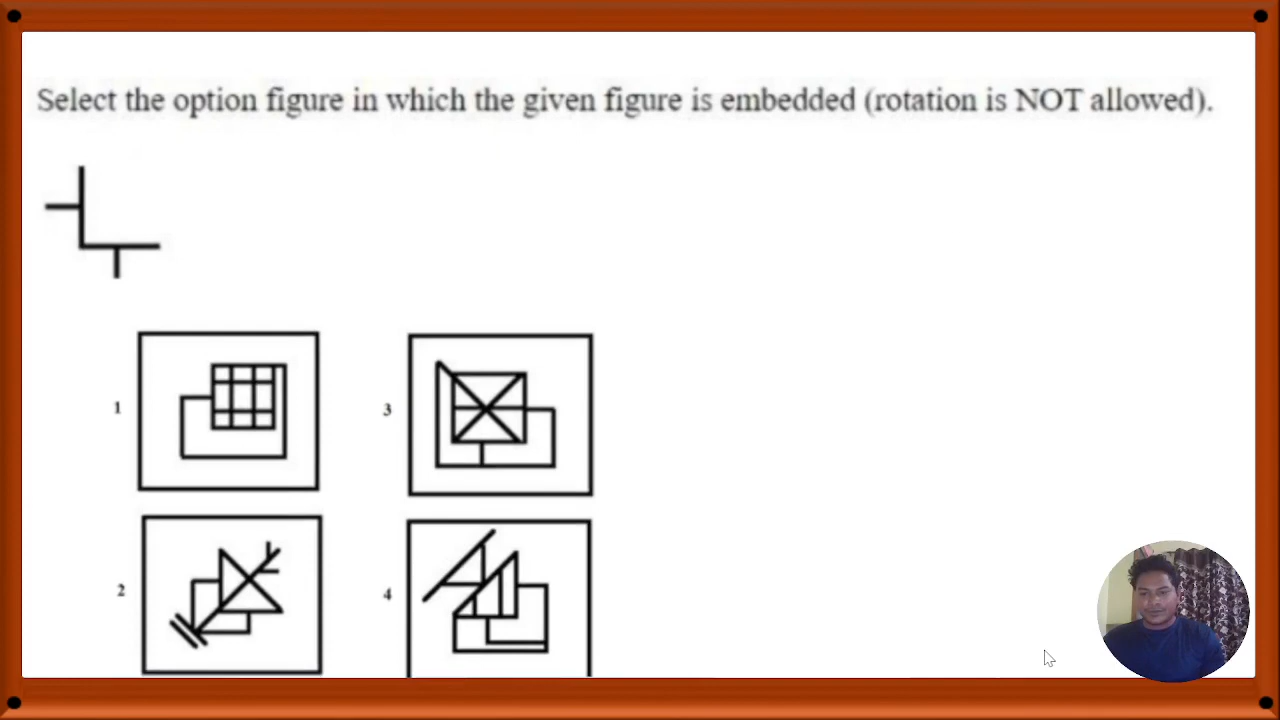 Select the option figure in which the given figure is embedded (rotation is NOT allowed).
1
3
2
4